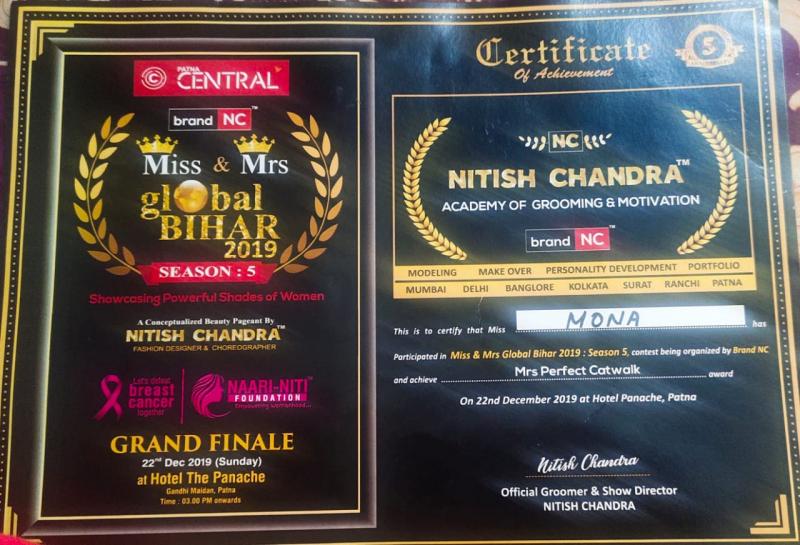 PATNA
CENTRAL
brand NC™
Miss & Mrs
global
BIHAR
2019
SEASON : 5
Showcasing Powerful Shades of Women
A Conceptualized Beauty Pageant By
NITISH CHANDRA™
FASHION DESIGNER & CHOREOGRAPHER
Let's defeat
breast
cancer
together
NAARI-NITI™
FOUNDATION
Empowering Womanhood...
GRAND FINALE
22nd Dec 2019 (Sunday)
at Hotel The Panache
Gandhi Maidan, Patna
Time : 03.00 PM onwards
Certificate
Of Achievement
5
NC
NITISH CHANDRA™
ACADEMY OF GROOMING & MOTIVATION
brand NC
MODELING MAKE OVER PERSONALITY DEVELOPMENT PORTFOLIO
MUMBAI DELHI BANGLORE KOLKATA SURAT RANCHI PATNA
This is to certify that Miss MONA has
Participated in Miss & Mrs Global Bihar 2019 : Season 5, contest being organized by Brand NC
and achieve Mrs Perfect Catwalk award
On 22nd December 2019 at Hotel Panache, Patna
Nitish Chandra
Official Groomer & Show Director
NITISH CHANDRA